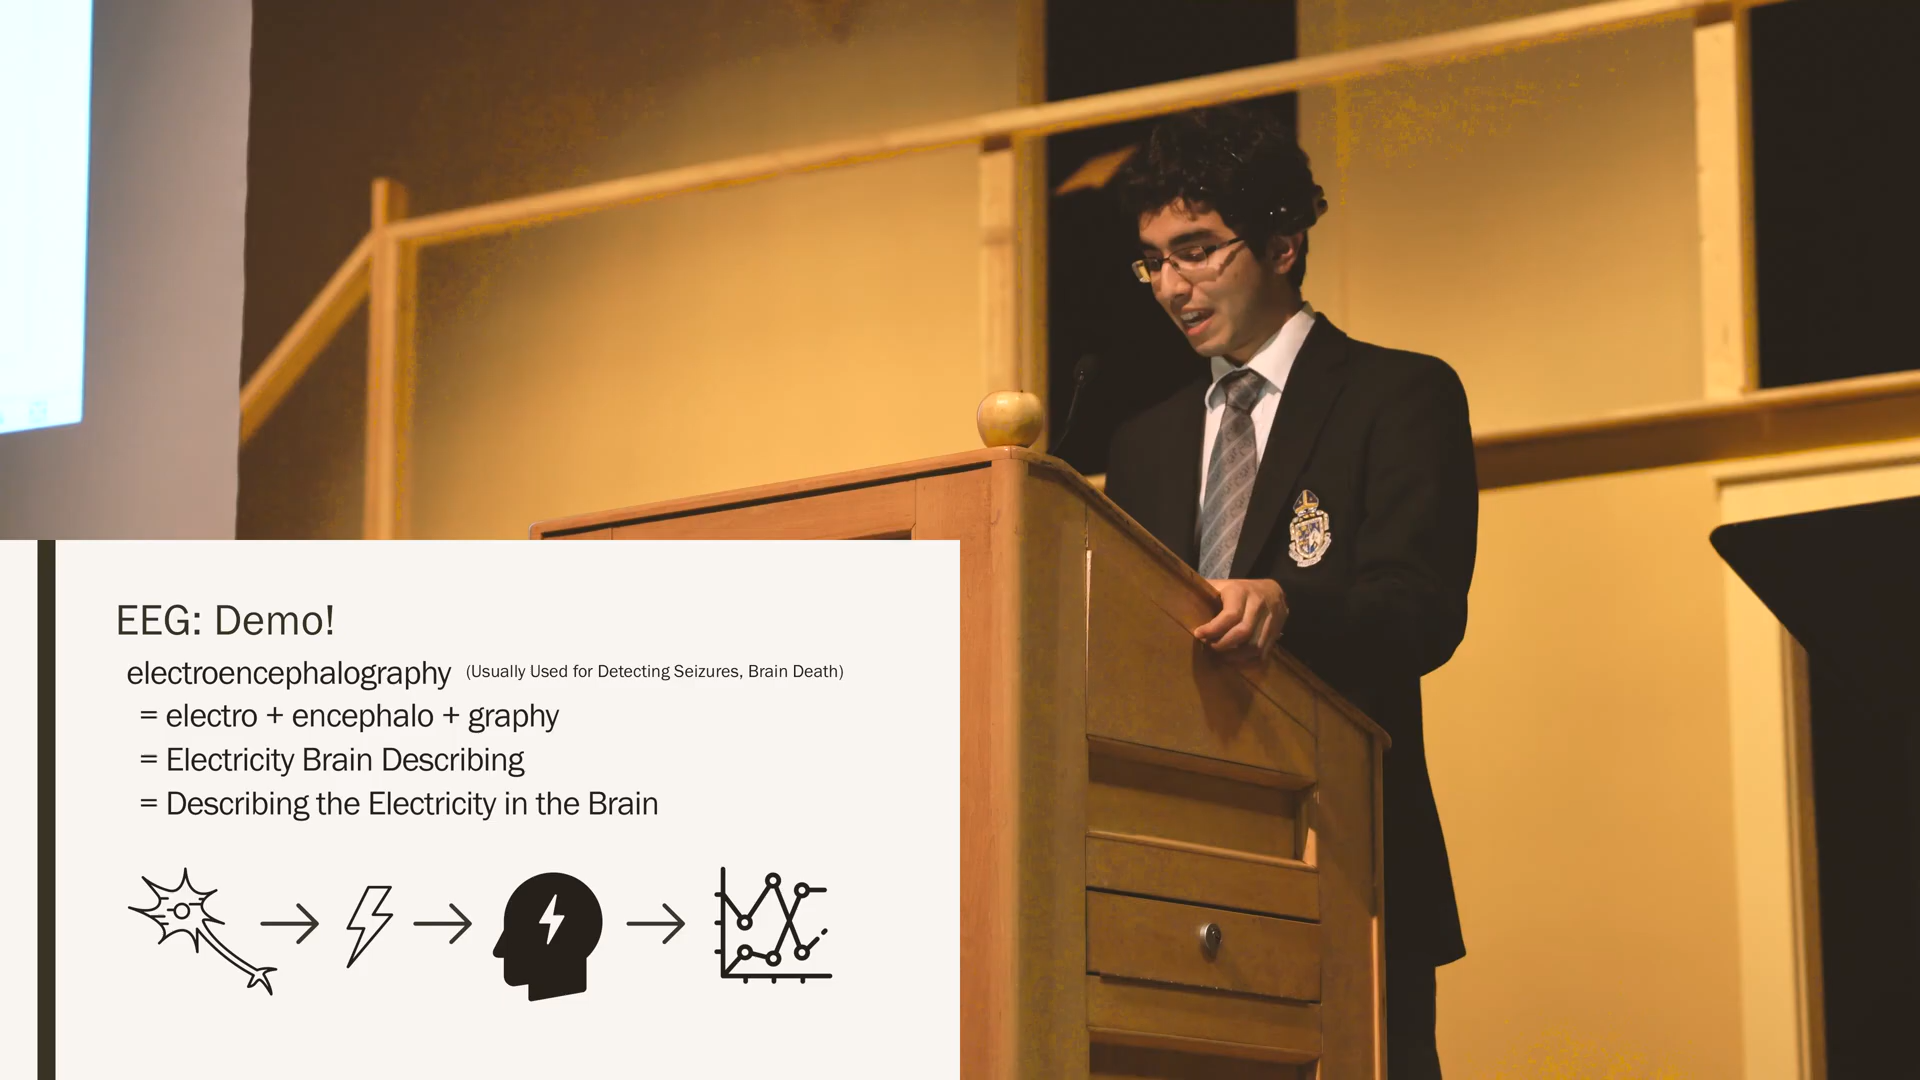 EEG: Demo!
electroencephalography (Usually Used for Detecting Seizures, Brain Death)
= electro + encephalo + graphy
= Electricity Brain Describing
= Describing the Electricity in the Brain